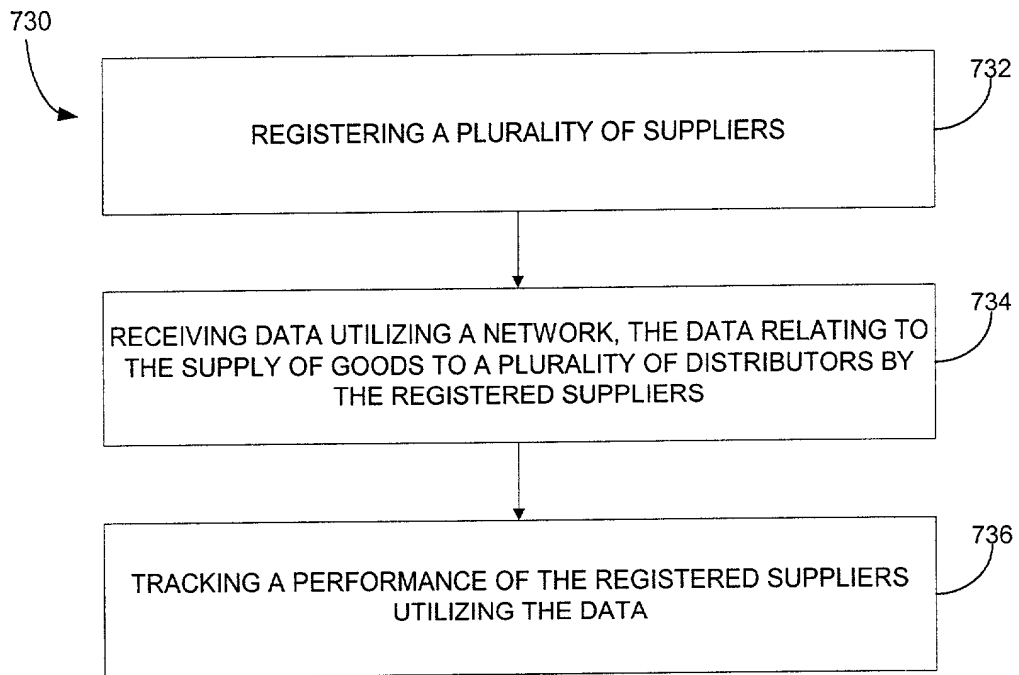 730
732
REGISTERING A PLURALITY OF SUPPLIERS
734
RECEIVING DATA UTILIZING A NETWORK, THE DATA RELATING TO
THE SUPPLY OF GOODS TO A PLURALITY OF DISTRIBUTORS BY
THE REGISTERED SUPPLIERS
736
TRACKING A PERFORMANCE OF THE REGISTERED SUPPLIERS
UTILIZING THE DATA